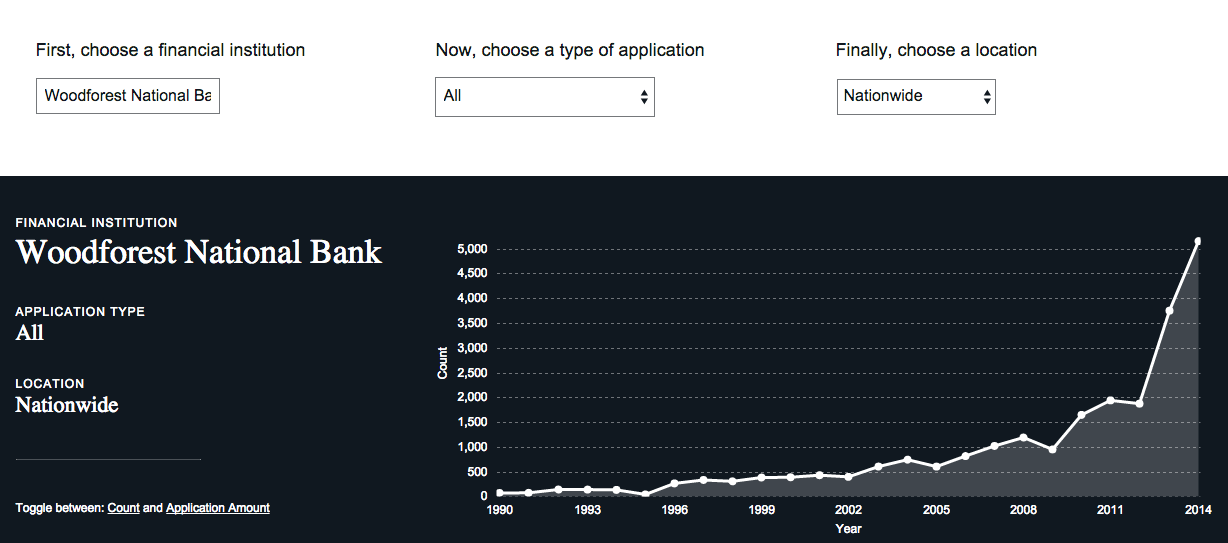 First, choose a financial institution
Now, choose a type of application
Finally, choose a location
Woodforest National Ba
All
Nationwide
FINANCIAL INSTITUTION
Woodforest National Bank
APPLICATION TYPE
All
LOCATION
Nationwide
Toggle between: Count and Application Amount
5,000
4,500
4,000
3,500
3,000
2,500
2,000
1,500
1,000
500
0
Count
1990 1993 1996 1999 2002 2005 2008 2011 2014
Year